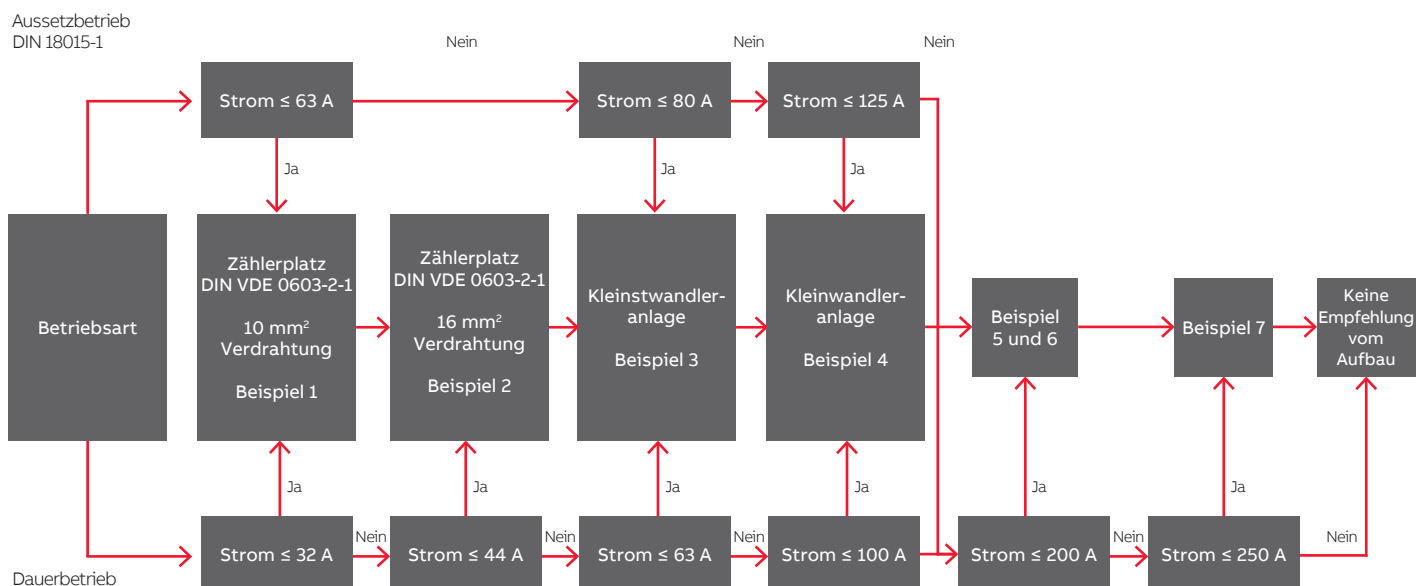 Aussetzbetrieb
DIN 18015-1
Nein
Nein
Nein
Strom ≤ 63 A
Strom ≤ 80 A
Strom ≤ 125 A
Ja
Ja
Ja
Betriebsart
Zählerplatz
DIN VDE 0603-2-1
10 mm²
Verdrahtung
Beispiel 1
Zählerplatz
DIN VDE 0603-2-1
16 mm²
Verdrahtung
Beispiel 2
Kleinstwandler-
anlage
Beispiel 3
Kleinwandler-
anlage
Beispiel 4
Beispiel
5 und 6
Beispiel 7
Keine
Empfehlung
vom
Aufbau
Ja
Ja
Ja
Ja
Ja
Ja
Strom ≤ 32 A
Nein
Strom ≤ 44 A
Nein
Strom ≤ 63 A
Nein
Strom ≤ 100 A
Strom ≤ 200 A
Nein
Strom ≤ 250 A
Nein
Dauerbetrieb